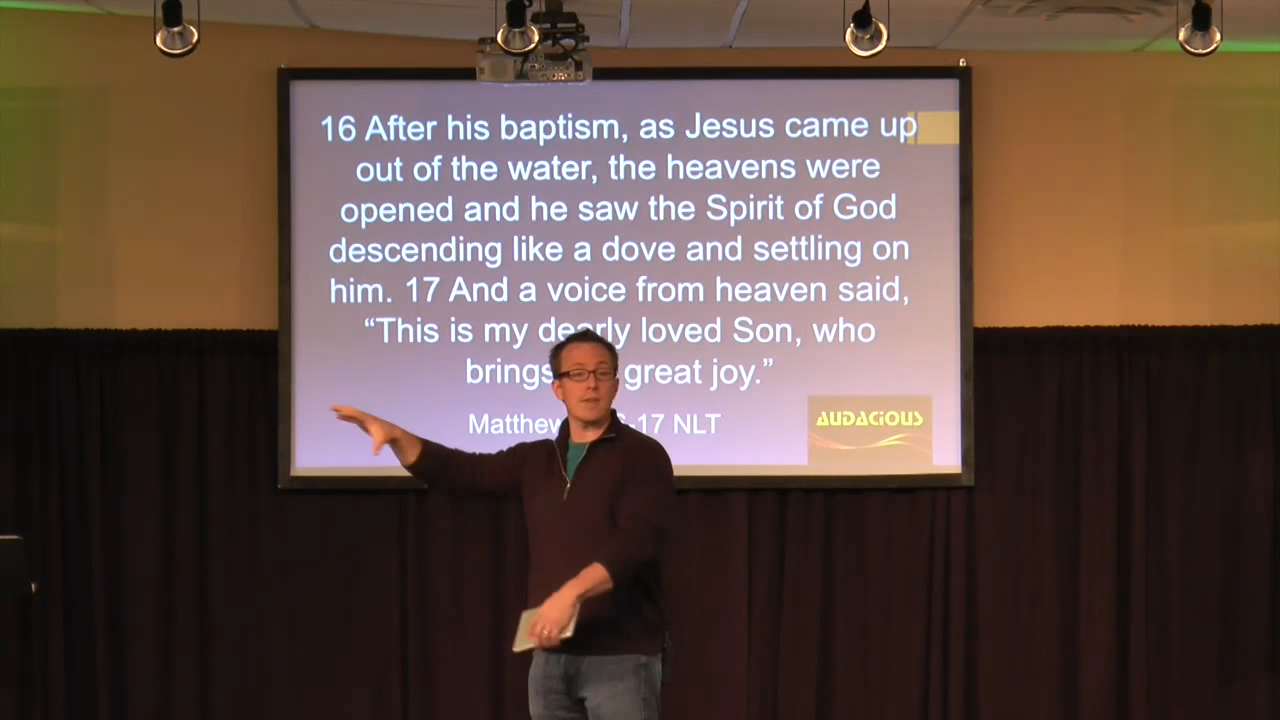 16 After his baptism, as Jesus came up
out of the water, the heavens were
opened and he saw the Spirit of God
descending like a dove and settling on
him. 17 And a voice from heaven said,
“This is my dearly loved Son, who
brings great joy.”
Matthew 6-17 NLT
AUDACIOUS